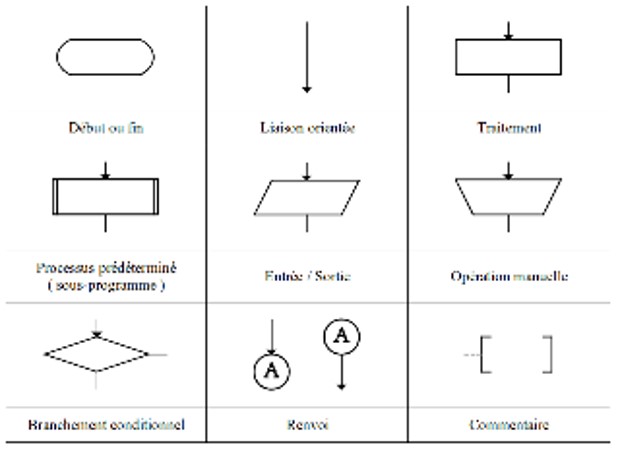 Début ou fin
Liaison orientée
Traitement
Processus prédéterminé
( sous-programme )
Entrée / Sortie
Opération manuelle
A
A
Branchement conditionnel
Renvoi
Commentaire